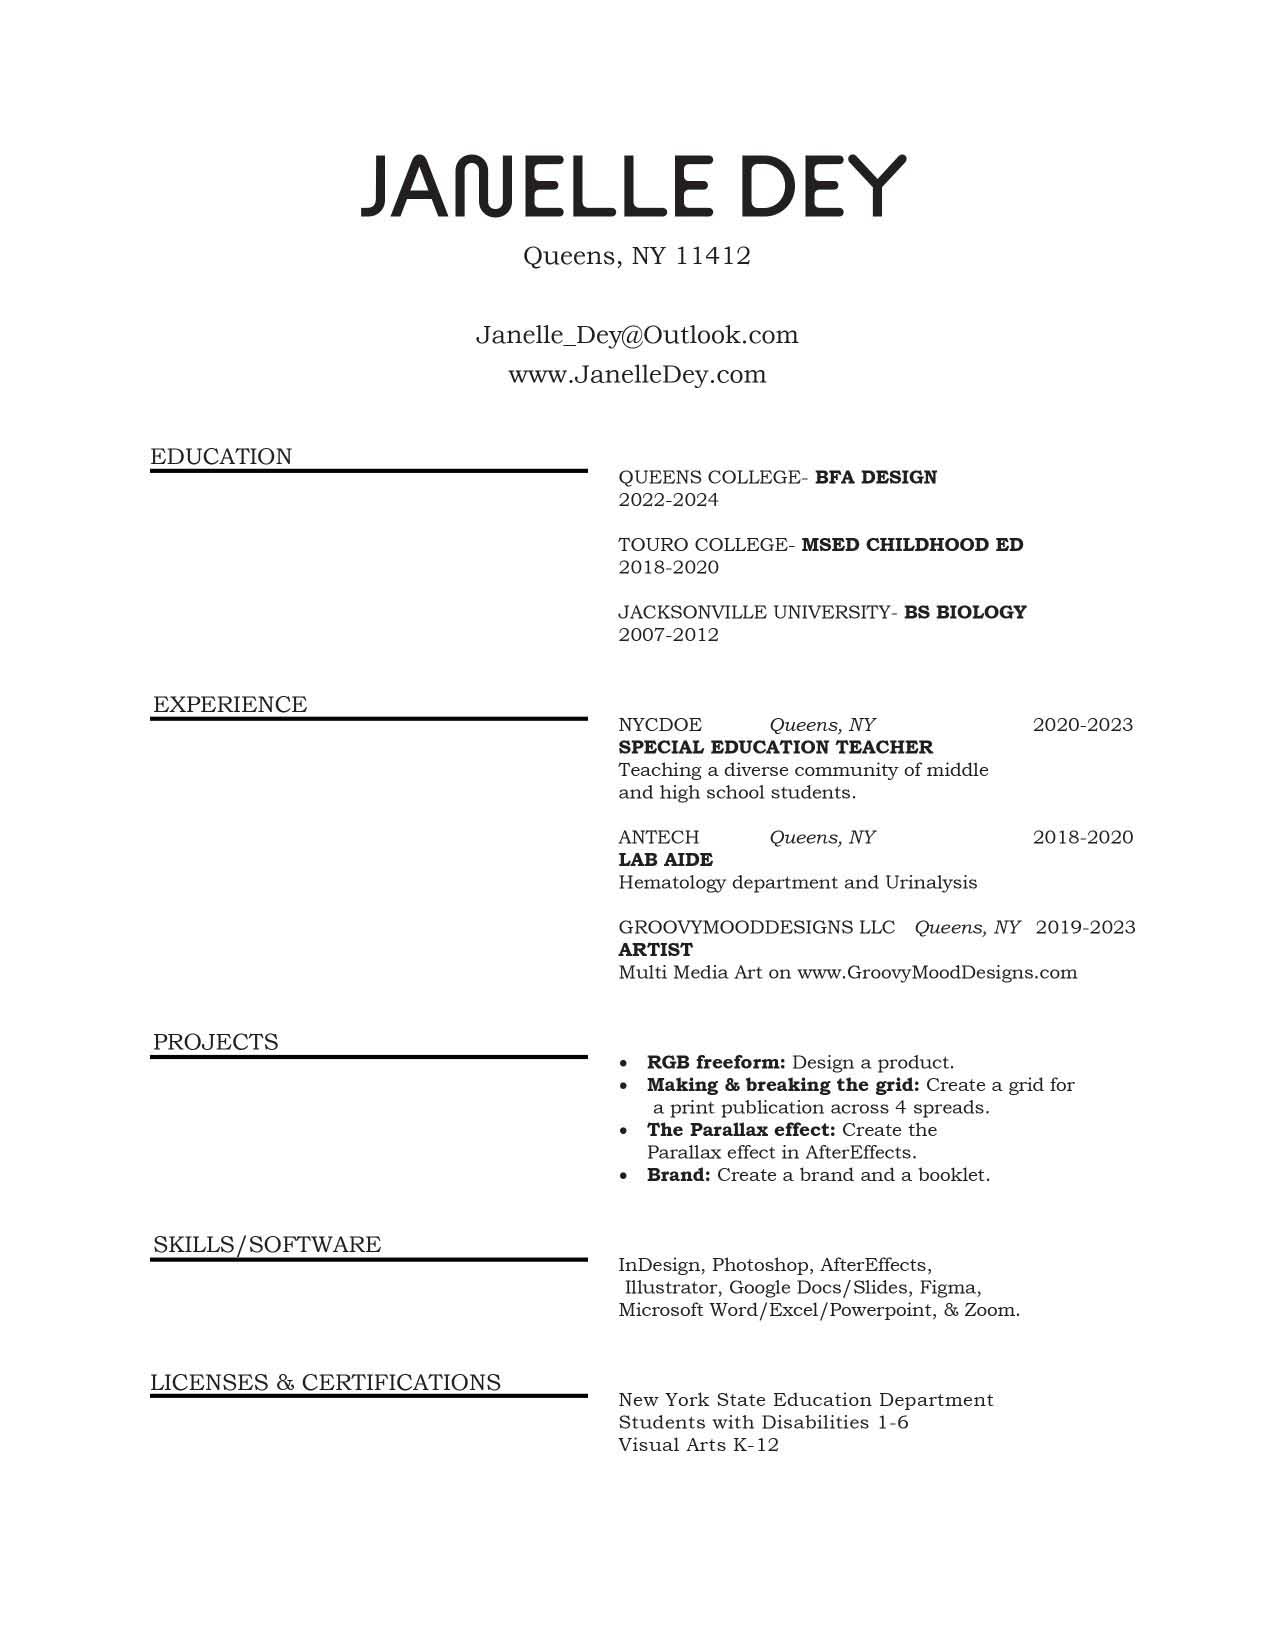 JANELLE DEY
Queens, NY 11412
Janelle_Dey@Outlook.com
www.JanelleDey.com
EDUCATION
QUEENS COLLEGE- BFA DESIGN
2022-2024
TOURO COLLEGE- MSED CHILDHOOD ED
2018-2020
JACKSONVILLE UNIVERSITY- BS BIOLOGY
2007-2012
EXPERIENCE
NYCDOE Queens, NY 2020-2023
SPECIAL EDUCATION TEACHER
Teaching a diverse community of middle
and high school students.
ANTECH Queens, NY 2018-2020
LAB AIDE
Hematology department and Urinalysis
GROOVYMOODDESIGNS LLC Queens, NY 2019-2023
ARTIST
Multi Media Art on www.GroovyMoodDesigns.com
PROJECTS
• RGB freeform: Design a product.
• Making & breaking the grid: Create a grid for
a print publication across 4 spreads.
• The Parallax effect: Create the
Parallax effect in AfterEffects.
• Brand: Create a brand and a booklet.
SKILLS/SOFTWARE
InDesign, Photoshop, AfterEffects,
Illustrator, Google Docs/Slides, Figma,
Microsoft Word/Excel/Powerpoint, & Zoom.
LICENSES & CERTIFICATIONS
New York State Education Department
Students with Disabilities 1-6
Visual Arts K-12